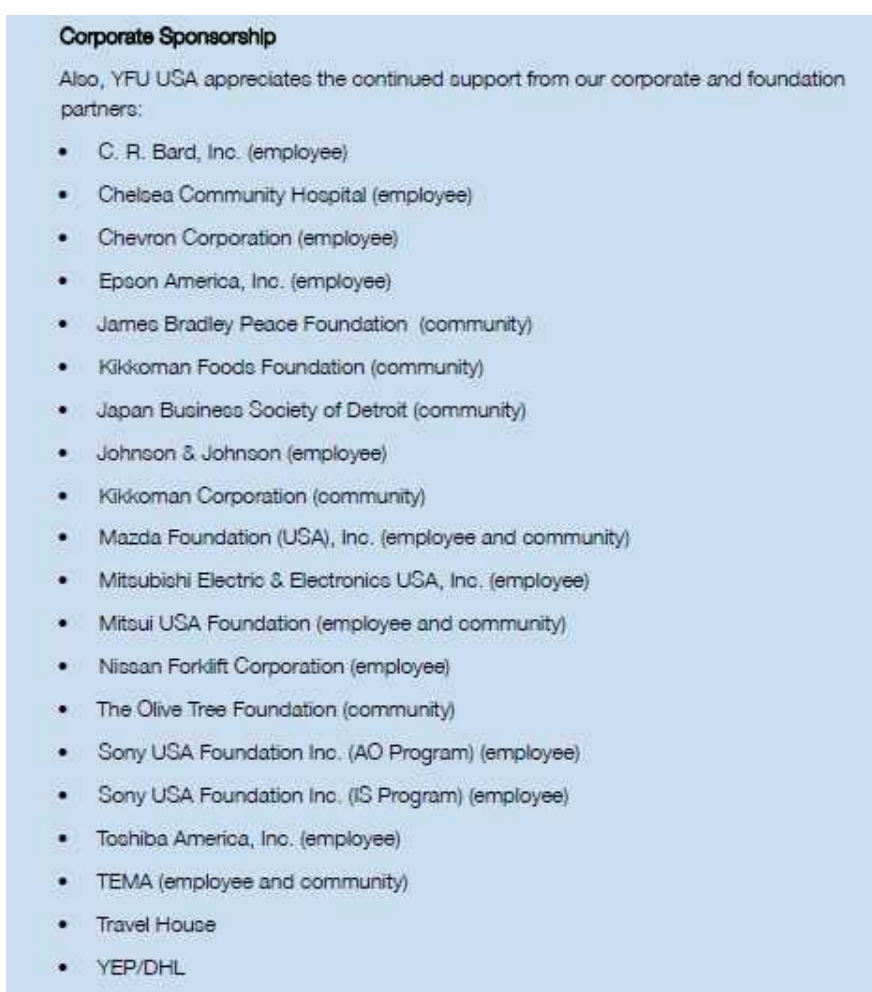 Corporate Sponsorship
Also, YFU USA appreciates the continued support from our corporate and foundation
partners:
• C. R. Bard, Inc. (employee)
• Chelsea Community Hospital (employee)
• Chevron Corporation (employee)
• Epson America, Inc. (employee)
• James Bradley Peace Foundation (community)
• Kikkoman Foods Foundation (community)
• Japan Business Society of Detroit (community)
• Johnson & Johnson (employee)
• Kikkoman Corporation (community)
• Mazda Foundation (USA), Inc. (employee and community)
• Mitsubishi Electric & Electronics USA, Inc. (employee)
• Mitsui USA Foundation (employee and community)
• Nissan Forklift Corporation (employee)
• The Olive Tree Foundation (community)
• Sony USA Foundation Inc. (AO Program) (employee)
• Sony USA Foundation Inc. (IS Program) (employee)
• Toshiba America, Inc. (employee)
• TEMA (employee and community)
• Travel House
• YEP/DHL